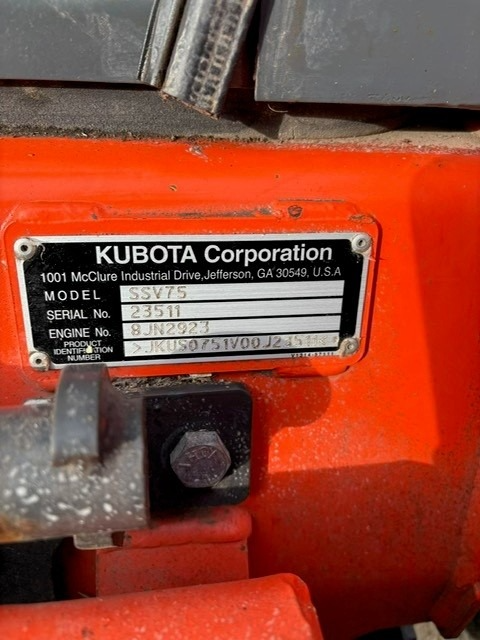 KUBOTA Corporation
1001 McClure Industrial Drive, Jefferson, GA 30549, U.S.A
MODEL SSV75
SERIAL No. 23511
ENGINE No. 8JN2923
PRODUCT IDENTIFICATION NUMBER